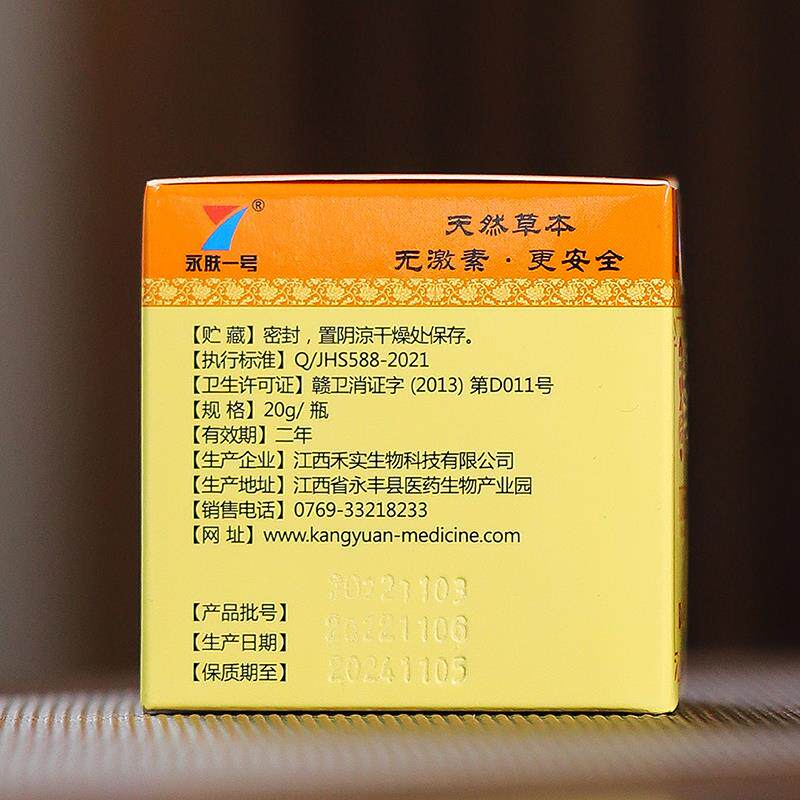 ®
永肤一号
天然草本
无激素·更安全
【贮 藏】密封，置阴凉干燥处保存。
【执行标准】Q/JHS588-2021
【卫生许可证】赣卫消证字 (2013) 第D011号
【规 格】20g/ 瓶
【有效期】二年
【生产企业】江西禾实生物科技有限公司
【生产地址】江西省永丰县医药生物产业园
【销售电话】0769-33218233
【网 址】www.kangyuan-medicine.com
【产品批号】20221103
【生产日期】20221106
【保质期至】20241105